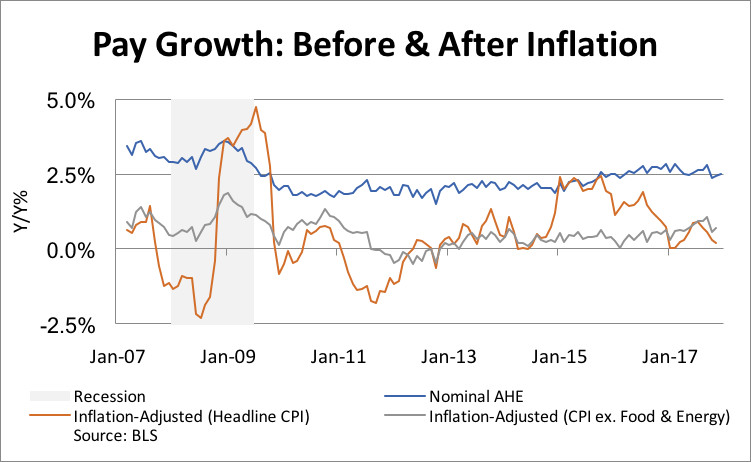 Pay Growth: Before & After Inflation
5.0%
2.5%
0.0%
-2.5%
Y/Y%
Jan-07 Jan-09 Jan-11 Jan-13 Jan-15 Jan-17
Recession Nominal AHE
Inflation-Adjusted (Headline CPI) Inflation-Adjusted (CPI ex. Food & Energy)
Source: BLS